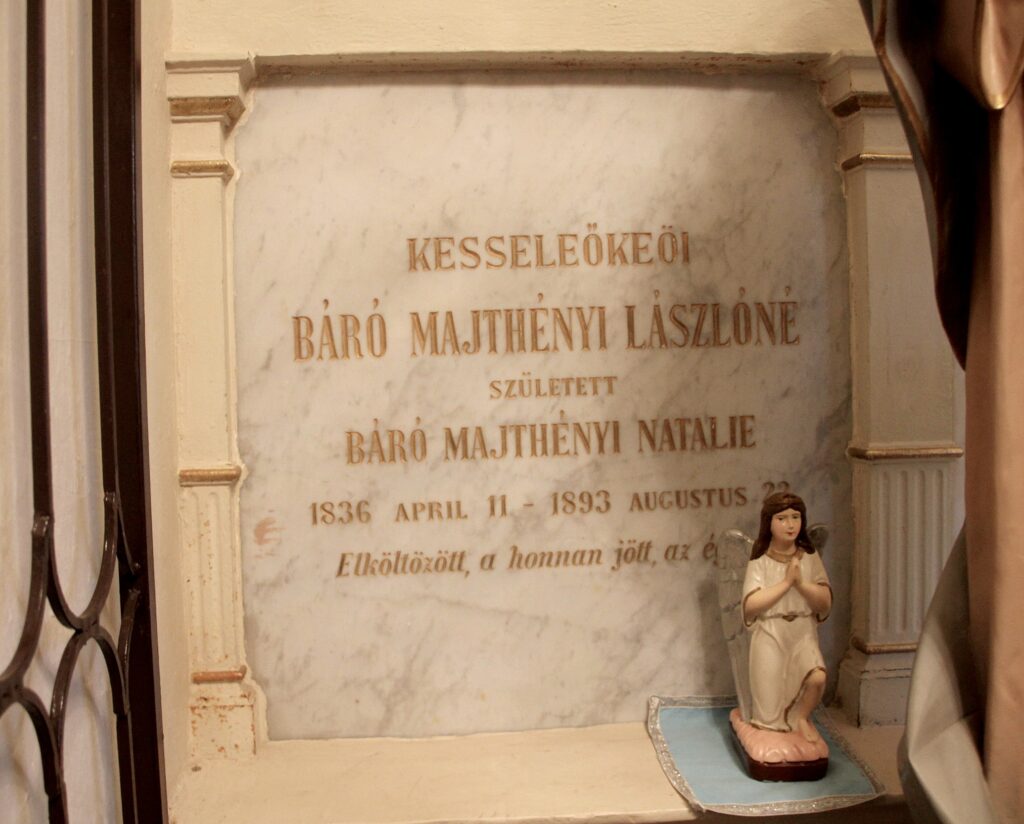 KESSELEŐKEŐI
BÁRÓ MAJTHÉNYI LÁSZLÓNÉ
SZÜLETETT
BÁRÓ MAJTHÉNYI NATALIE
1836 APRIL 11 - 1893 AUGUSTUS
Elköltözött, a honnan jött, az